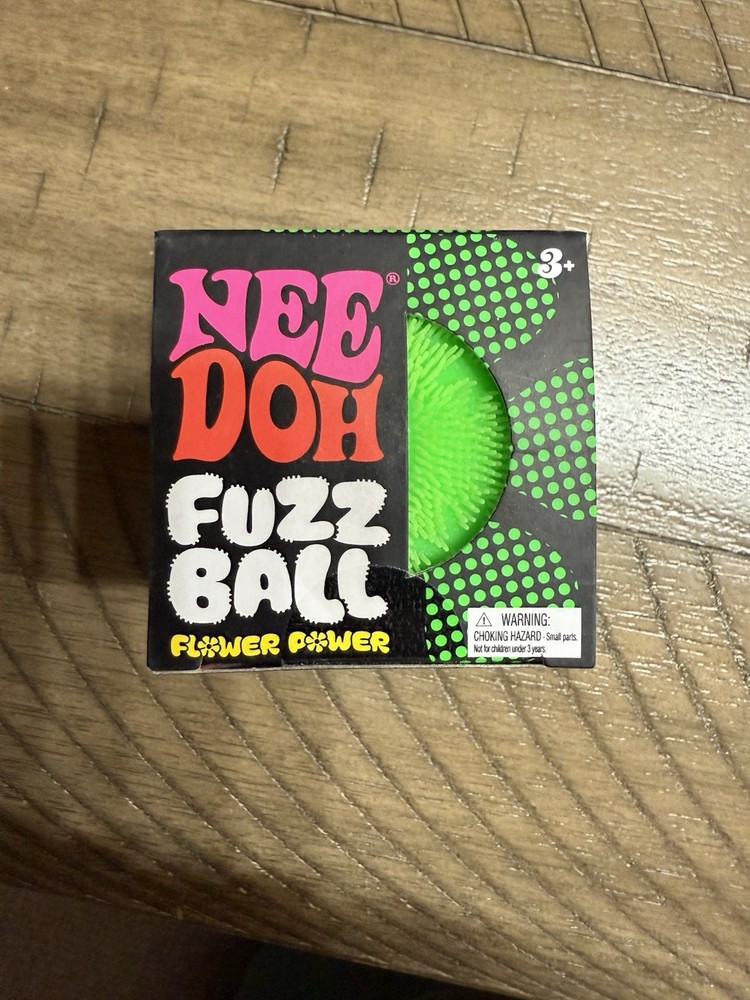 NEE®
DOH
FUZZ
BALL
FLOWER POWER
3+
⚠ WARNING:
CHOKING HAZARD - Small parts.
Not for children under 3 years.